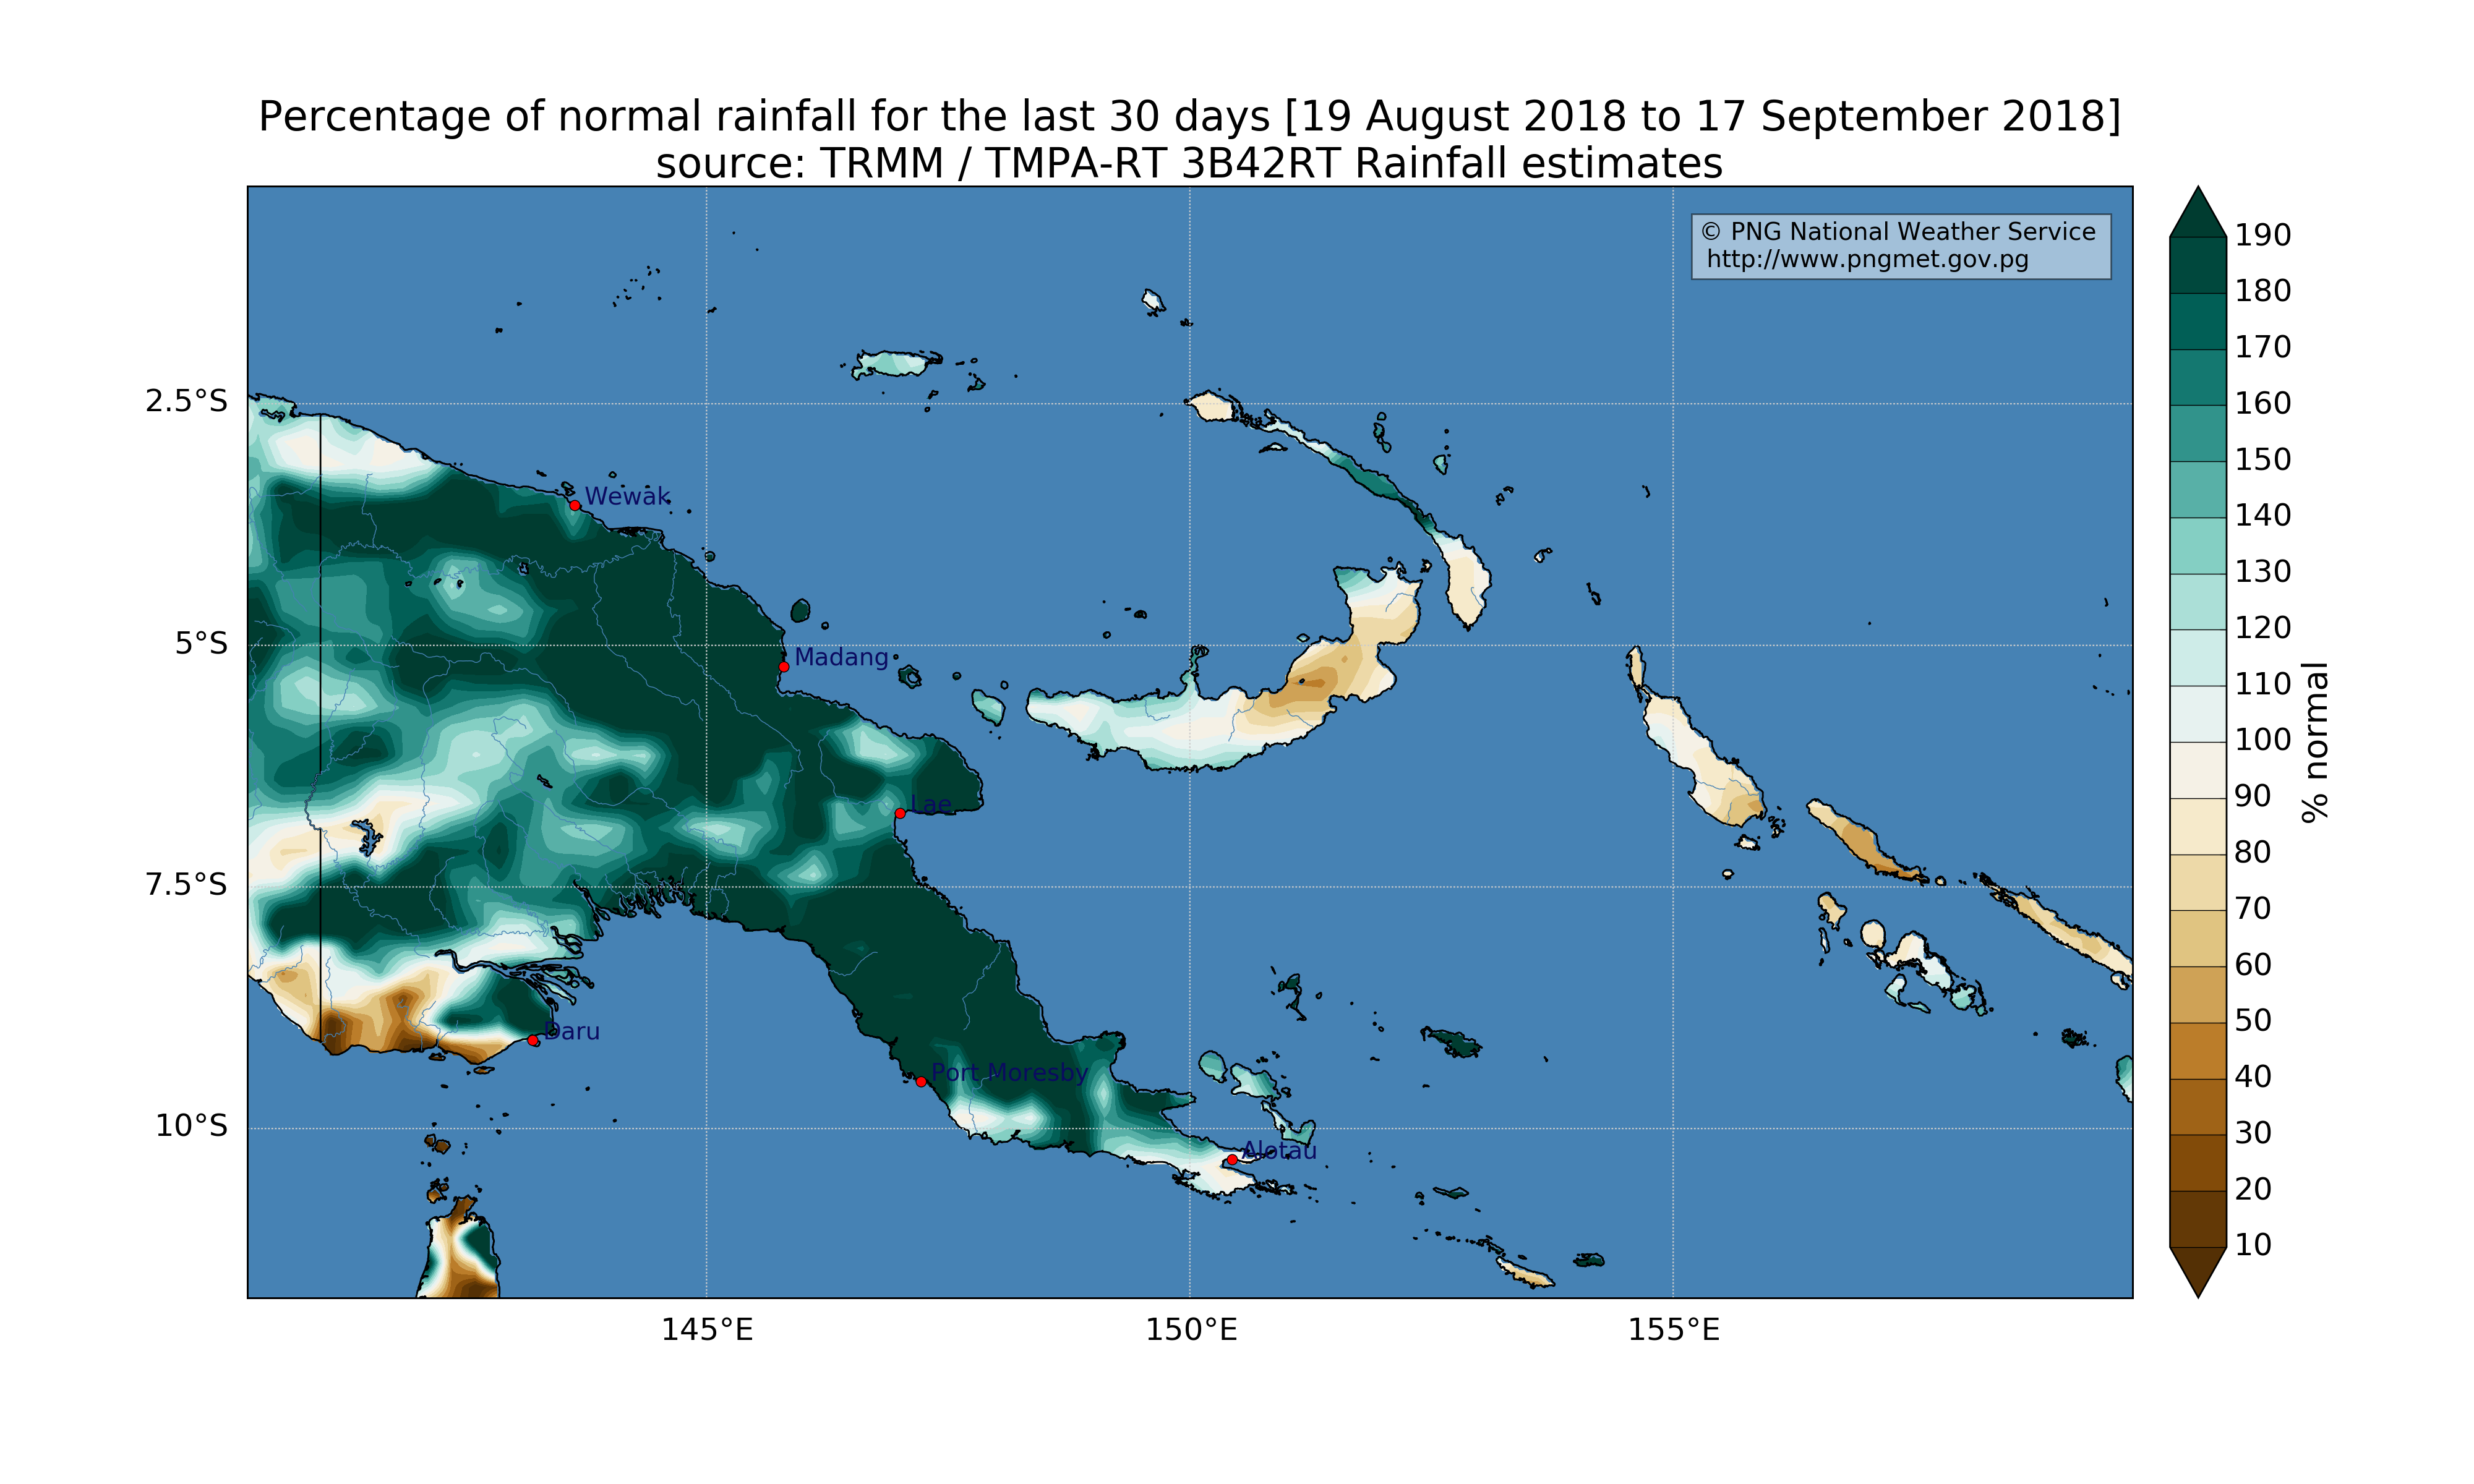 Percentage of normal rainfall for the last 30 days [19 August 2018 to 17 September 2018]
source: TRMM / TMPA-RT 3B42RT Rainfall estimates
© PNG National Weather Service
http://www.pngmet.gov.pg
2.5°S
5°S
7.5°S
10°S
Wewak
Madang
Lae
Daru
Port Moresby
Alotau
145°E
150°E
155°E
190
180
170
160
150
140
130
120
110
100
90
80
70
60
50
40
30
20
10
% normal